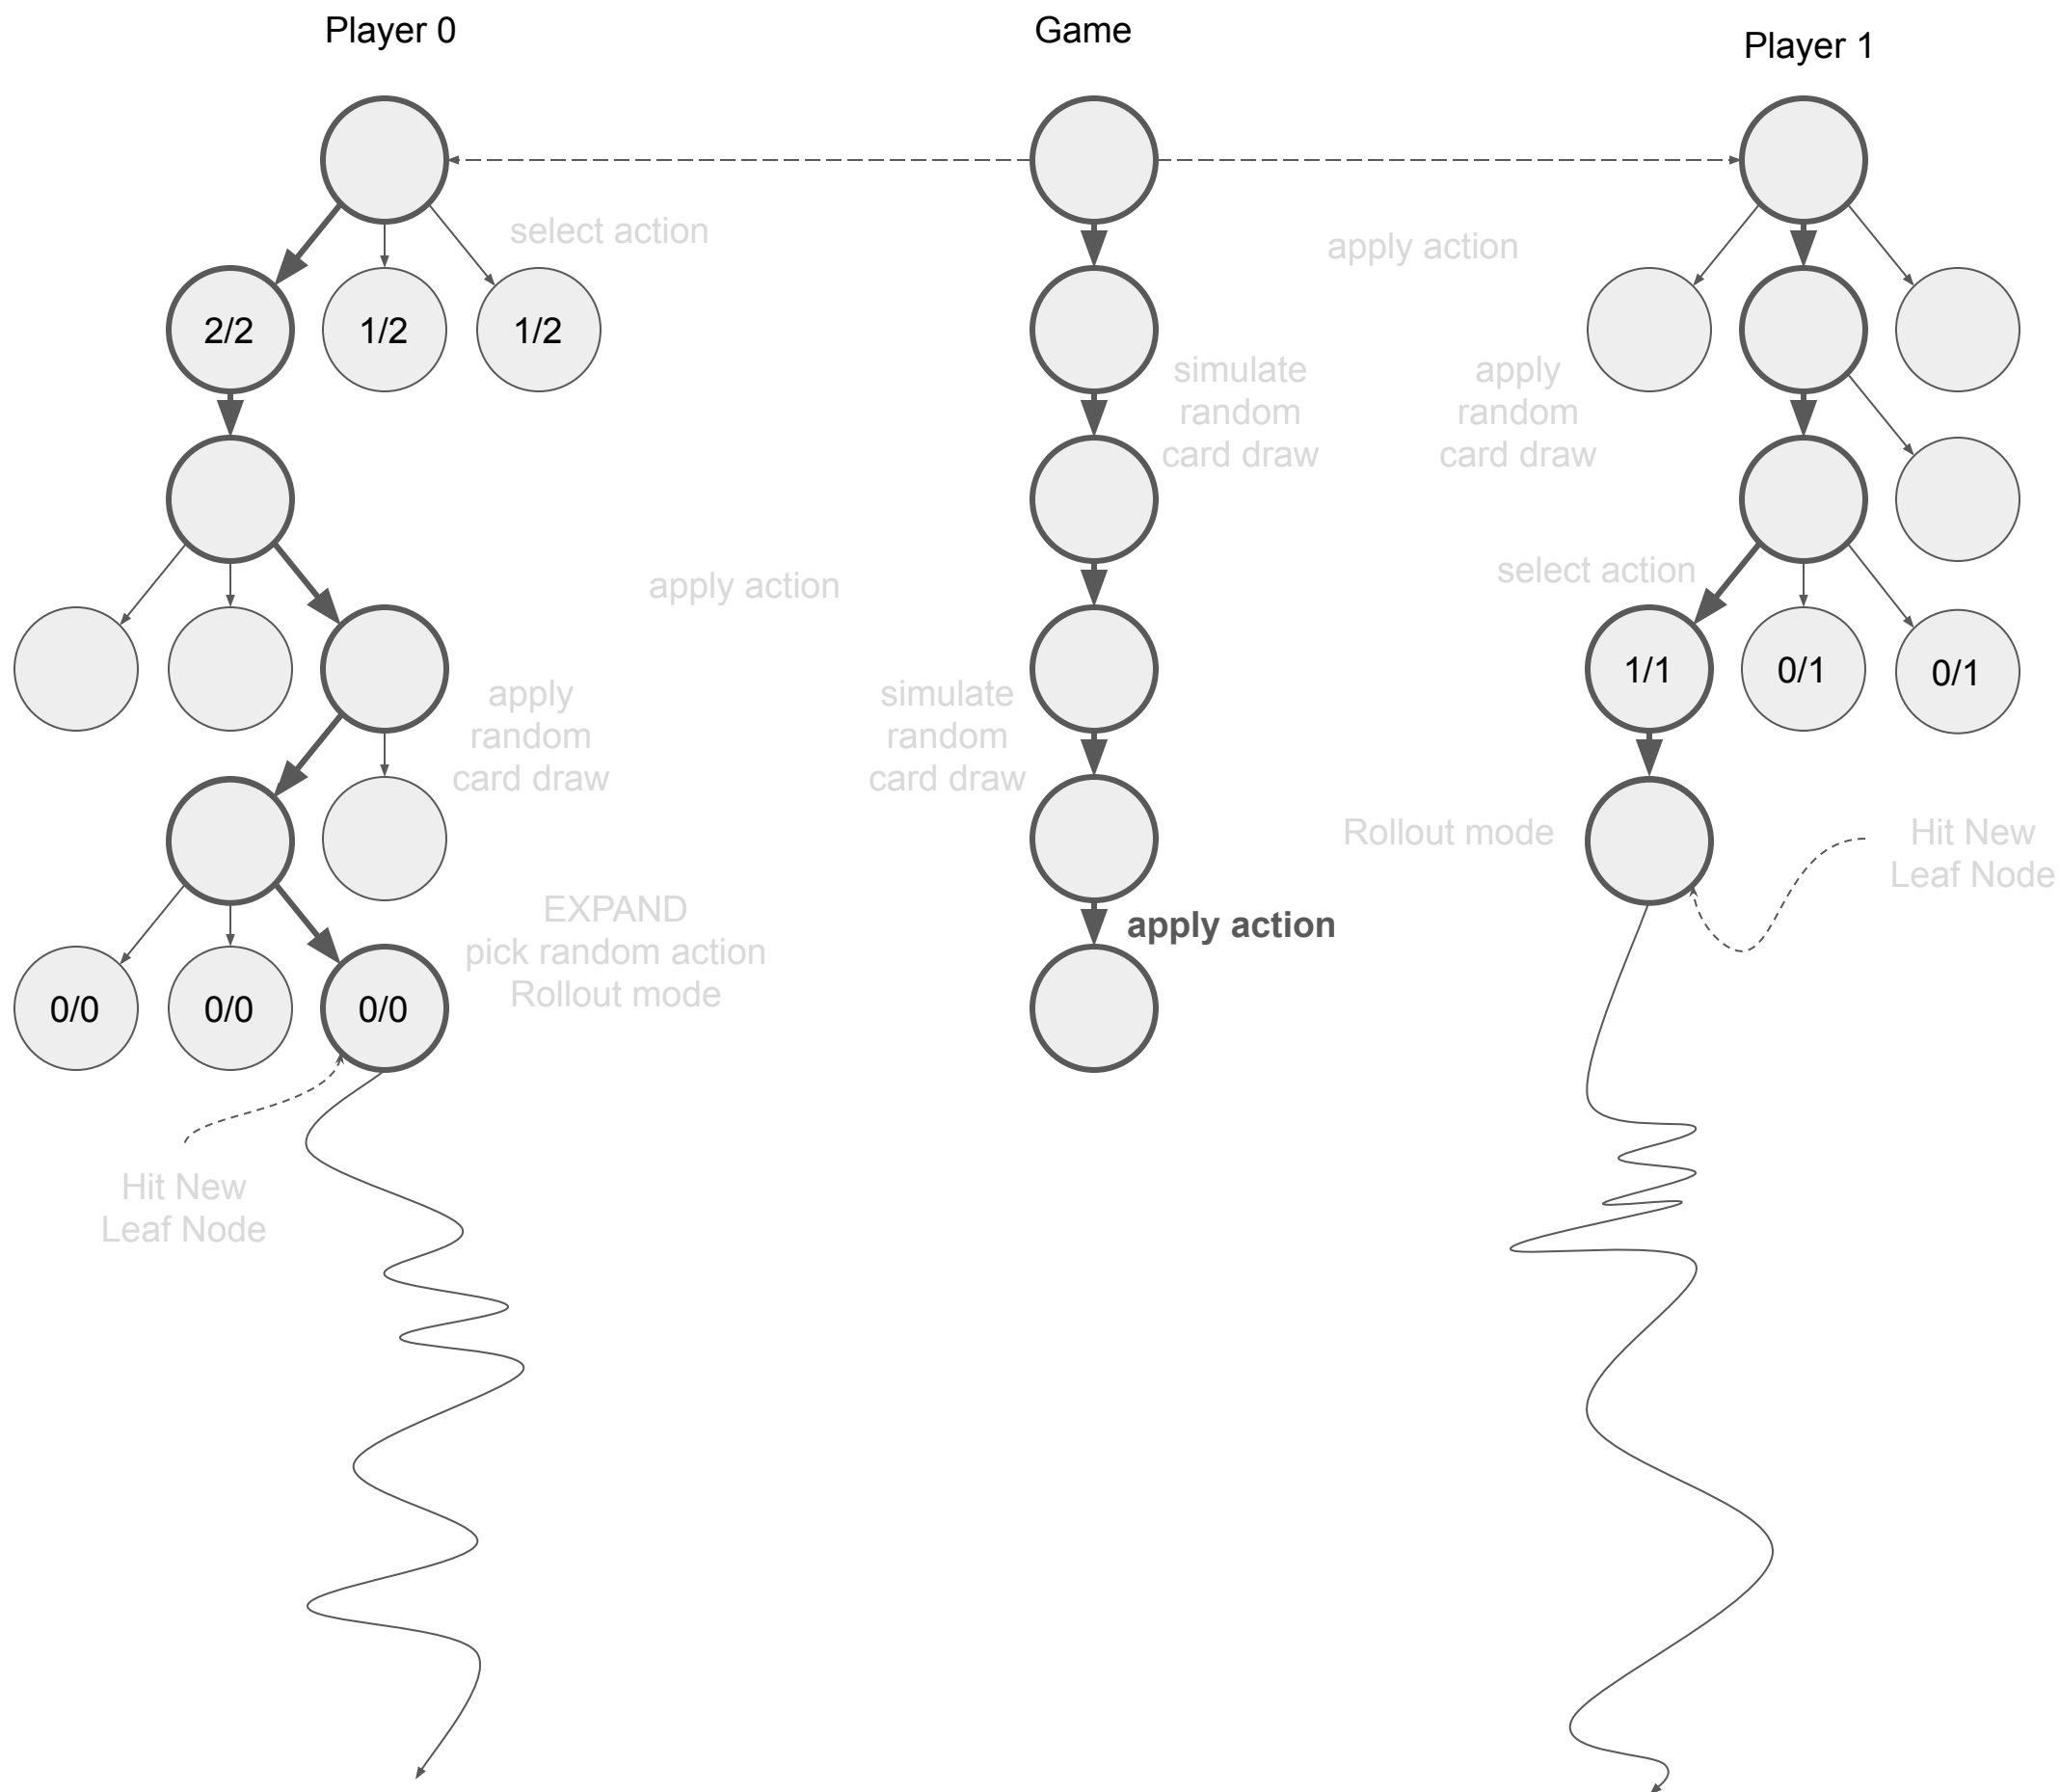 Player 0
Game
Player 1
select action
apply action
2/2
1/2
1/2
simulate
random
card draw
apply
random
card draw
apply action
select action
1/1
0/1
0/1
apply
random
card draw
simulate
random
card draw
Rollout mode
Hit New
Leaf Node
EXPAND
pick random action
Rollout mode
apply action
0/0
0/0
0/0
Hit New
Leaf Node